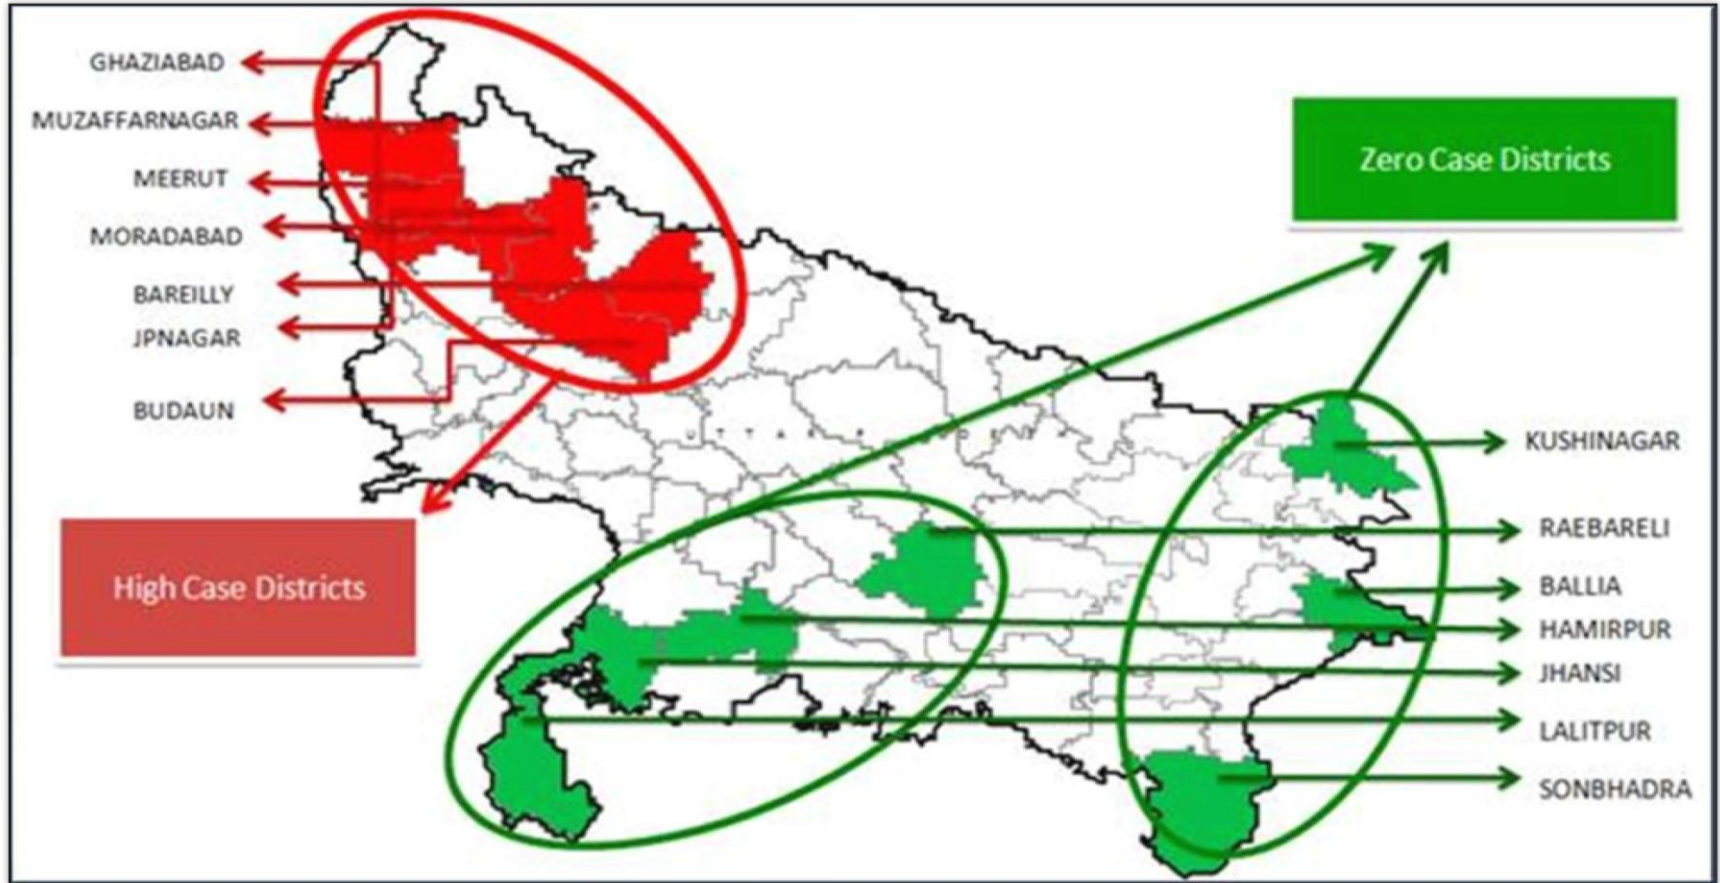 GHAZIABAD
MUZAFFARNAGAR
MEERUT
MORADABAD
BAREILLY
JPNAGAR
BUDAUN
High Case Districts
Zero Case Districts
KUSHINAGAR
RAEBARELI
BALLIA
HAMIRPUR
JHANSI
LALITPUR
SONBHADRA